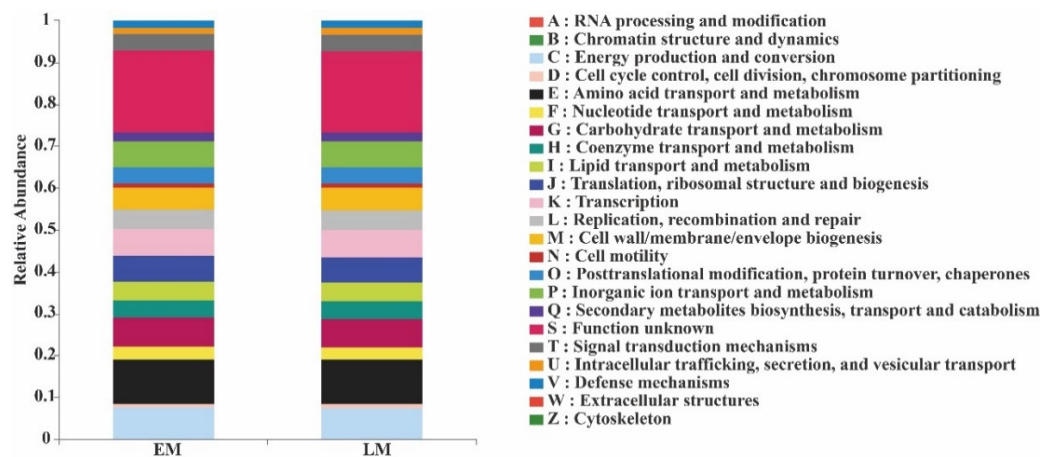 Relative Abundance
1
0.9
0.8
0.7
0.6
0.5
0.4
0.3
0.2
0.1
0
EM
LM
A : RNA processing and modification
B : Chromatin structure and dynamics
C : Energy production and conversion
D : Cell cycle control, cell division, chromosome partitioning
E : Amino acid transport and metabolism
F : Nucleotide transport and metabolism
G : Carbohydrate transport and metabolism
H : Coenzyme transport and metabolism
I : Lipid transport and metabolism
J : Translation, ribosomal structure and biogenesis
K : Transcription
L : Replication, recombination and repair
M : Cell wall/membrane/envelope biogenesis
N : Cell motility
O : Posttranslational modification, protein turnover, chaperones
P : Inorganic ion transport and metabolism
Q : Secondary metabolites biosynthesis, transport and catabolism
S : Function unknown
T : Signal transduction mechanisms
U : Intracellular trafficking, secretion, and vesicular transport
V : Defense mechanisms
W : Extracellular structures
Z : Cytoskeleton